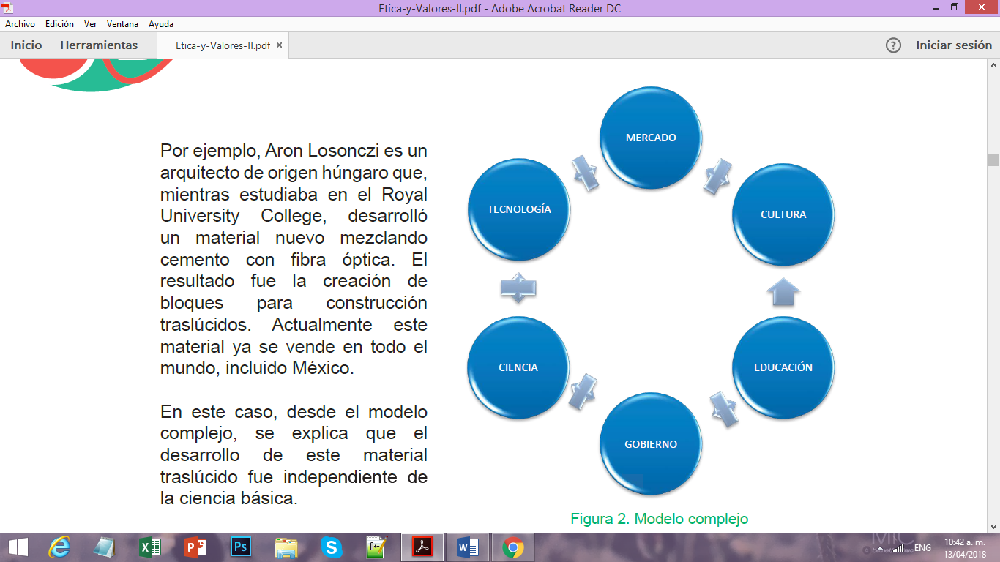 Etica-y-Valores-II.pdf - Adobe Acrobat Reader DC
Archivo Edición Ver Ventana Ayuda
Inicio Herramientas Etica-y-Valores-II.pdf × ? Iniciar sesión
Por ejemplo, Aron Losonczi es un
arquitecto de origen húngaro que,
mientras estudiaba en el Royal
University College, desarrolló
un material nuevo mezclando
cemento con fibra óptica. El
resultado fue la creación de
bloques para construcción
traslúcidos. Actualmente este
material ya se vende en todo el
mundo, incluido México.
En este caso, desde el modelo
complejo, se explica que el
desarrollo de este material
traslúcido fue independiente de
la ciencia básica.
MERCADO
TECNOLOGÍA
CULTURA
CIENCIA
EDUCACIÓN
GOBIERNO
Figura 2. Modelo complejo
ENG
10:42 a. m.
13/04/2018